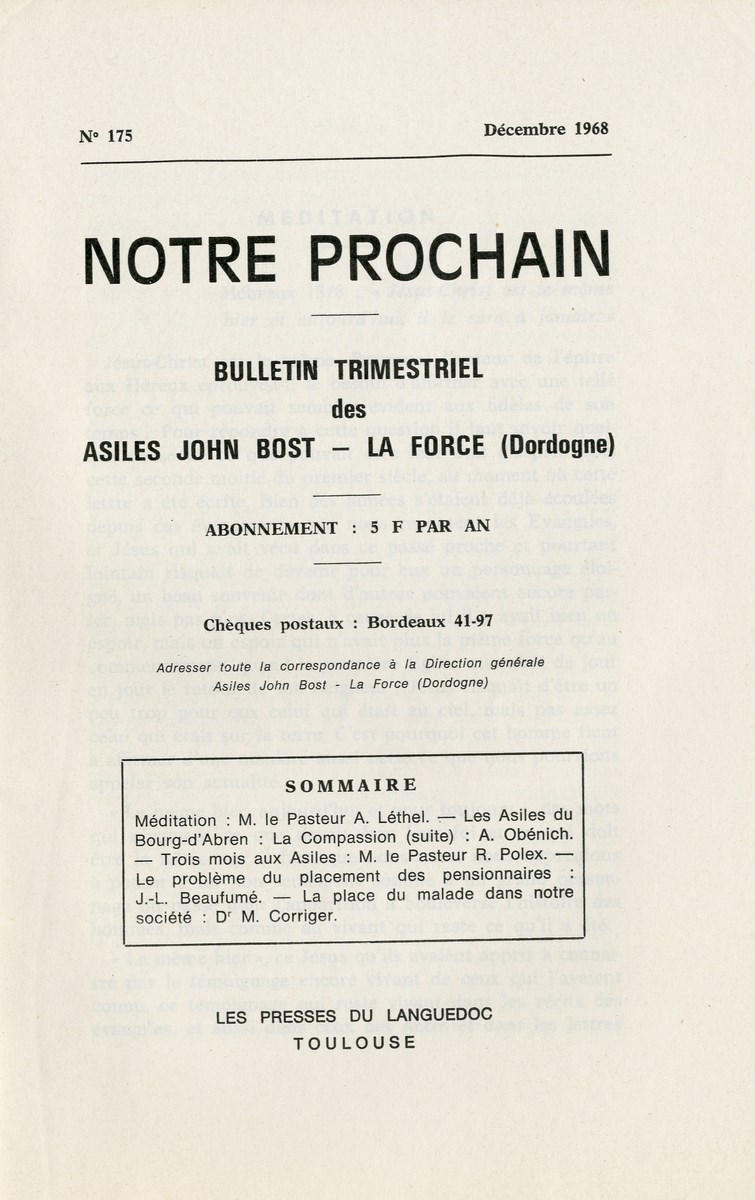 Nº 175
Décembre 1968
NOTRE PROCHAIN
BULLETIN TRIMESTRIEL
des
ASILES JOHN BOST — LA FORCE (Dordogne)
ABONNEMENT : 5 F PAR AN
Chèques postaux : Bordeaux 41-97
Adresser toute la correspondance à la Direction générale
Asiles John Bost - La Force (Dordogne)
SOMMAIRE
Méditation : M. le Pasteur A. Léthel. — Les Asiles du
Bourg-d'Abren : La Compassion (suite) : A. Obénich.
— Trois mois aux Asiles : M. le Pasteur R. Polex. —
Le problème du placement des pensionnaires :
J.-L. Beaufumé. — La place du malade dans notre
société : Dʳ M. Corriger.
LES PRESSES DU LANGUEDOC
TOULOUSE